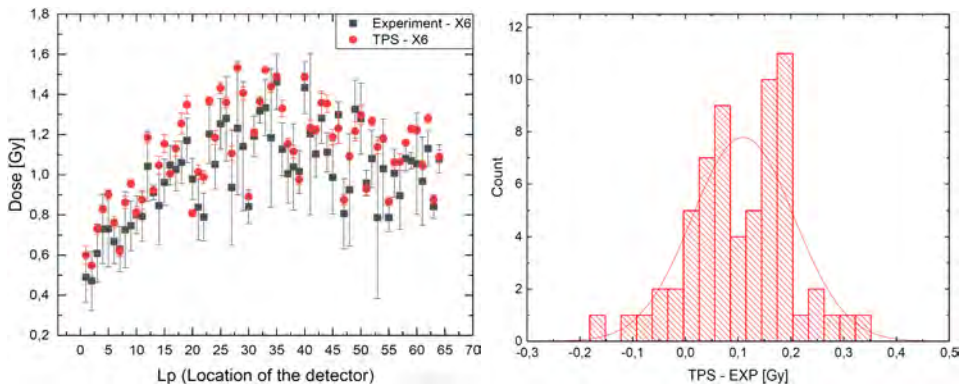 Experiment - X6
TPS - X6
Dose [Gy]
1,8
1,6
1,4
1,2
1,0
0,8
0,6
0,4
0,2
0 5 10 15 20 25 30 35 40 45 50 55 60 65 70
Lp (Location of the detector)
Count
12
10
8
6
4
2
0
-0,3 -0,2 -0,1 0,0 0,1 0,2 0,3 0,4 0,5
TPS - EXP [Gy]